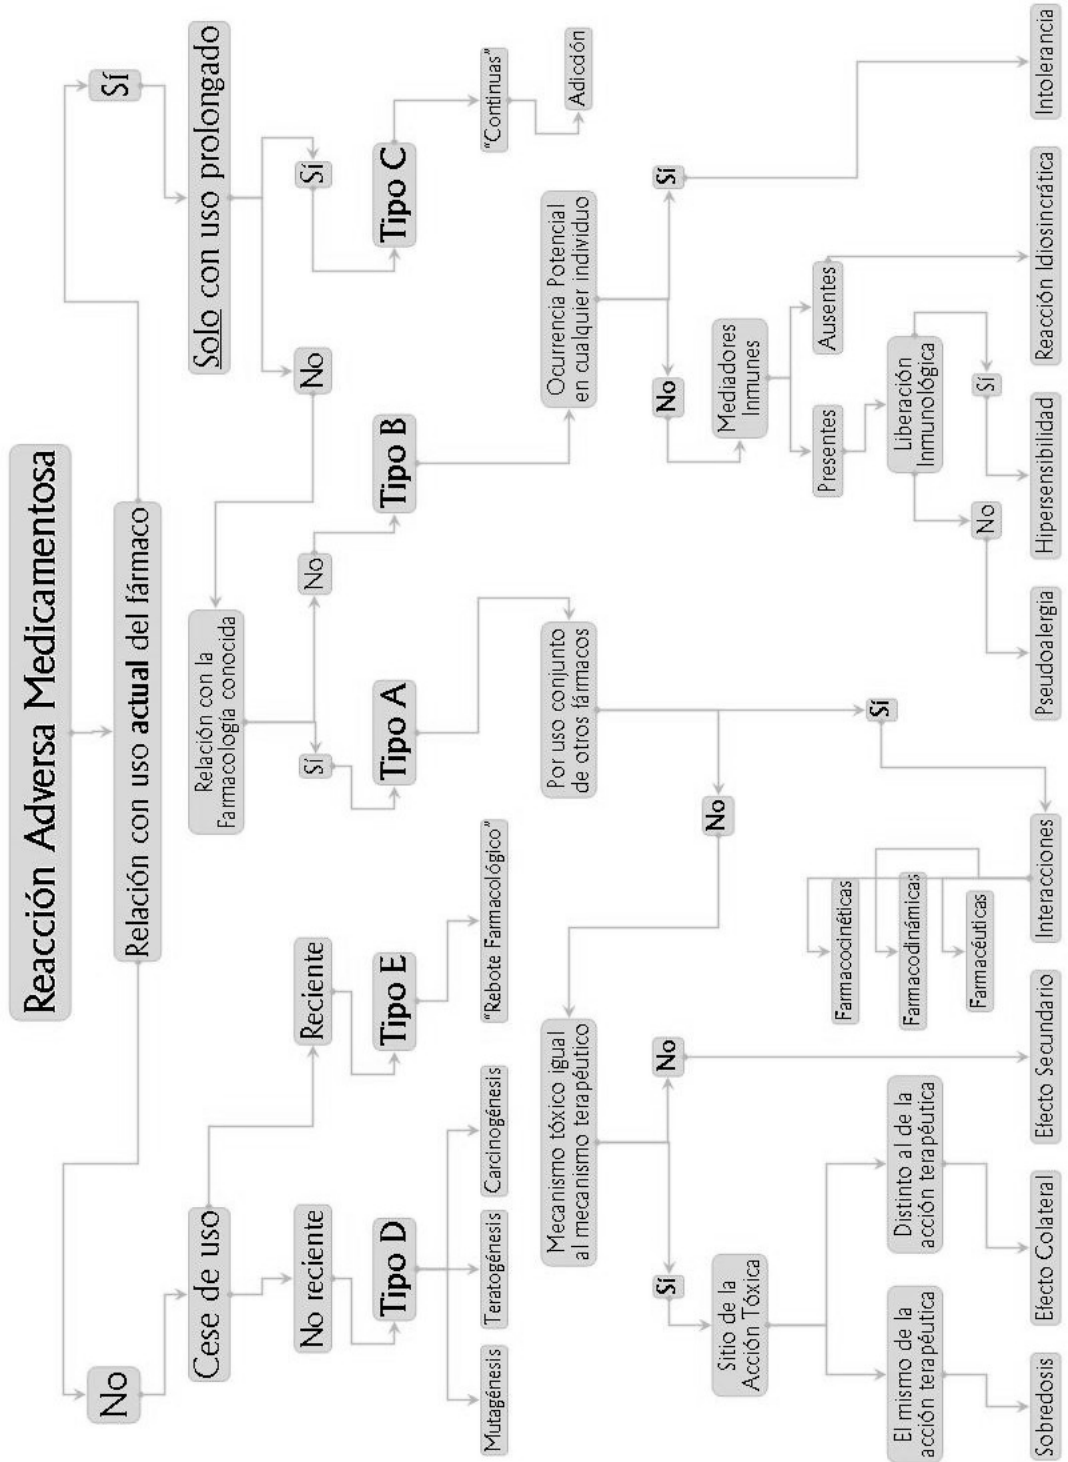 Reacción Adversa Medicamentosa
Relación con uso actual del fármaco
No
Sí
Cese de uso
Solo con uso prolongado
No reciente
Reciente
Relación con la
Farmacología conocida
No
Sí
Tipo D
Tipo E
Sí
No
Tipo C
Mutagénesis
Teratogénesis
Carcinogénesis
"Rebote Farmacológico"
Tipo A
Tipo B
"Continuas"
Adicción
Mecanismo tóxico igual
al mecanismo terapéutico
Por uso conjunto
de otros fármacos
Ocurrencia Potencial
en cualquier individuo
Sí
No
No
Sí
No
Sí
Sitio de la
Acción Tóxica
Mediadores
Inmunes
Farmacocinéticas
Presentes
Ausentes
El mismo de la
acción terapéutica
Distinto al de la
acción terapéutica
Farmacodinámicas
Liberación
Inmunológica
Farmacéuticas
No
Sí
Sobredosis
Efecto Colateral
Efecto Secundario
Interacciones
Pseudoalergia
Hipersensibilidad
Reacción Idiosincrática
Intolerancia